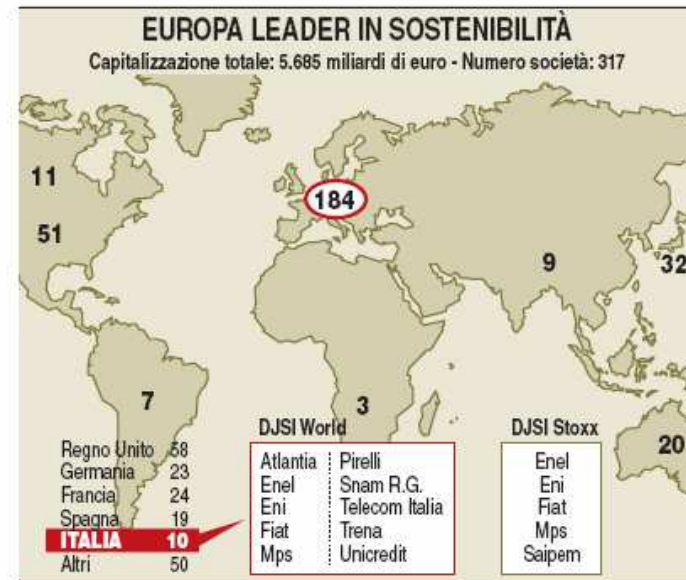 EUROPA LEADER IN SOSTENIBILITÀ
Capitalizzazione totale: 5.685 miliardi di euro - Numero società: 317
11
184
51
9
32
7
3
20
Regno Unito 58
Germania 23
Francia 24
Spagna 19
ITALIA 10
Altri 50
DJSI World
Atlantia Pirelli
Enel Snam R.G.
Eni Telecom Italia
Fiat Trena
Mps Unicredit
DJSI Stoxx
Enel
Eni
Fiat
Mps
Saipem